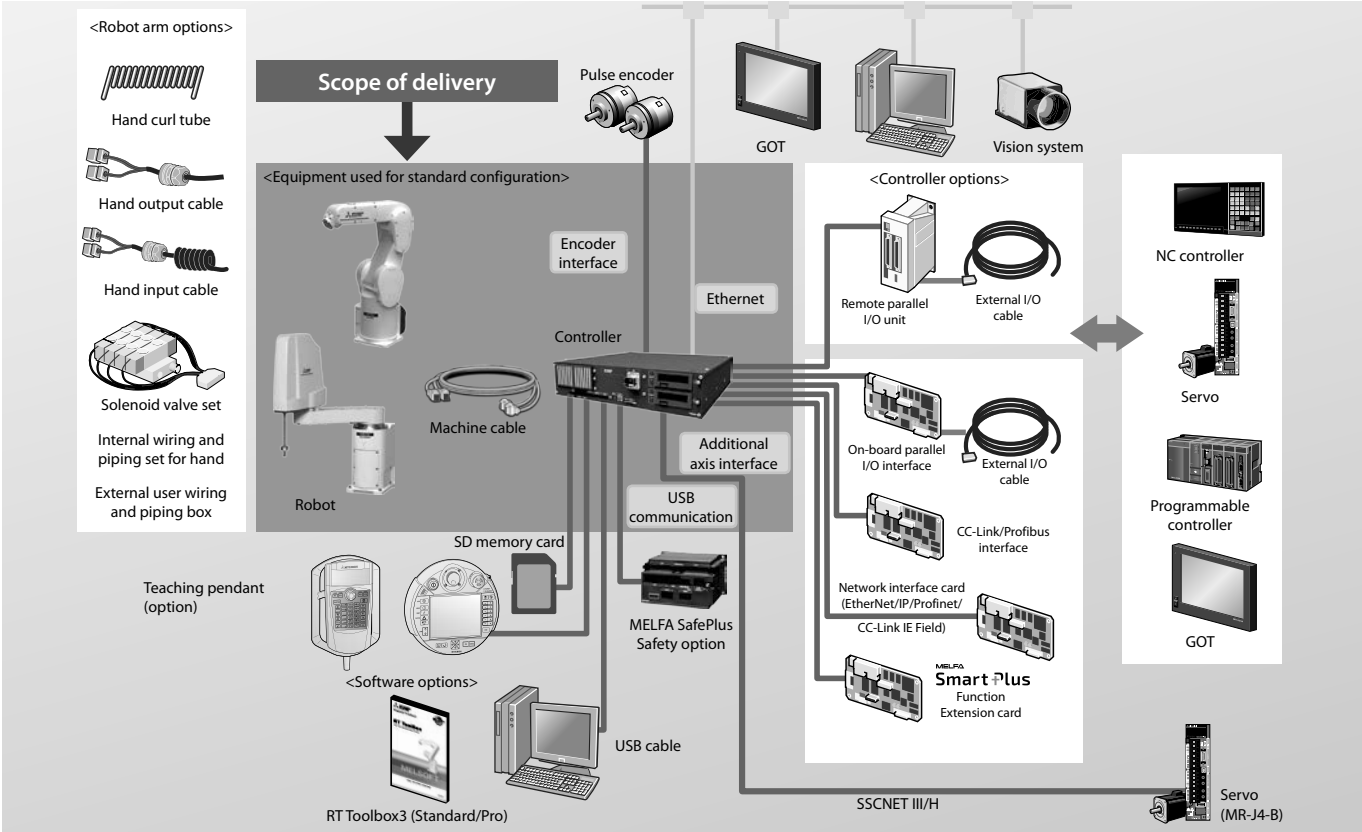 <Robot arm options>
Hand curl tube
Hand output cable
Hand input cable
Solenoid valve set
Internal wiring and
piping set for hand
External user wiring
and piping box
Scope of delivery
Pulse encoder
GOT
Vision system
<Equipment used for standard configuration>
Encoder
interface
Ethernet
Controller
Machine cable
Robot
Additional
axis interface
USB
communication
<Controller options>
Remote parallel
I/O unit
External I/O
cable
On-board parallel
I/O interface
External I/O
cable
CC-Link/Profibus
interface
Network interface card
(EtherNet/IP/Profinet/
CC-Link IE Field)
MELFA
Smart Plus
Function
Extension card
NC controller
Servo
Programmable
controller
GOT
Teaching pendant
(option)
SD memory card
MELFA SafePlus
Safety option
<Software options>
RT ToolBox
MELSOFT
RT Toolbox3 (Standard/Pro)
USB cable
SSCNET III/H
Servo
(MR-J4-B)